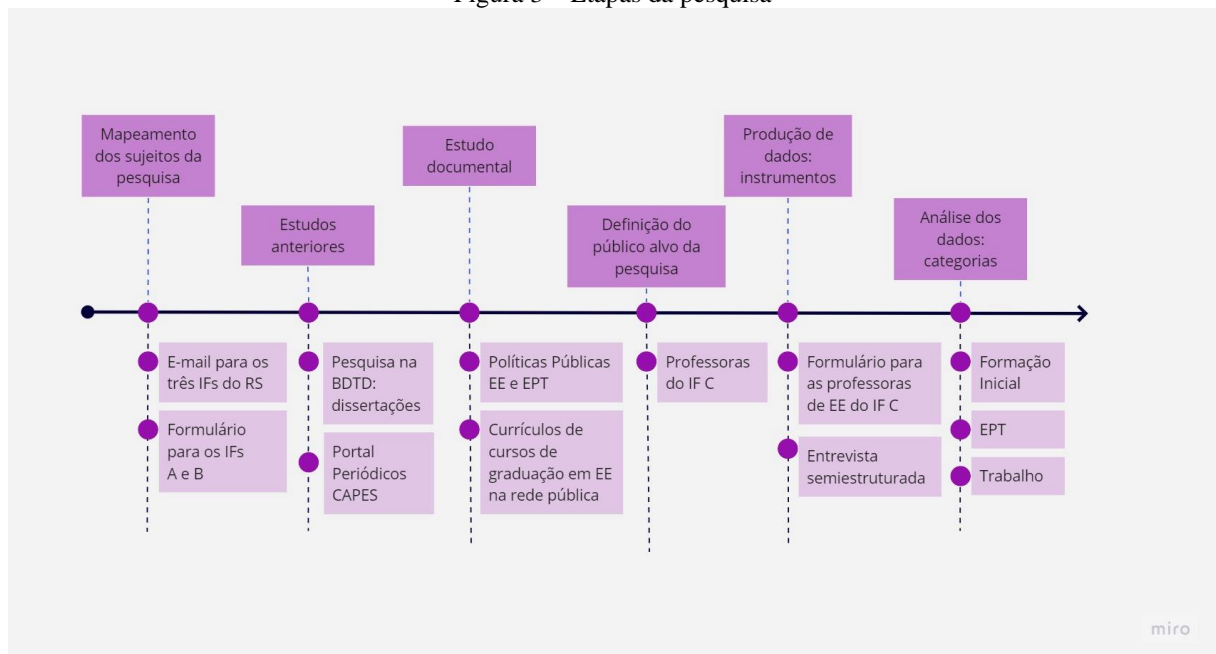 Figura 3 – Etapas da pesquisa
Mapeamento
dos sujeitos da
pesquisa
E-mail para os
três IFs do RS
Formulário
para os IFs
A e B
Estudos
anteriores
Pesquisa na
BDTD:
dissertações
Portal
Periódicos
CAPES
Estudo
documental
Políticas Públicas
EE e EPT
Currículos de
cursos de
graduação em EE
na rede pública
Definição do
público alvo da
pesquisa
Professoras
do IF C
Produção de
dados:
instrumentos
Formulário para
as professoras
de EE do IF C
Entrevista
semiestruturada
Análise dos
dados:
categorias
Formação
Inicial
EPT
Trabalho
miro